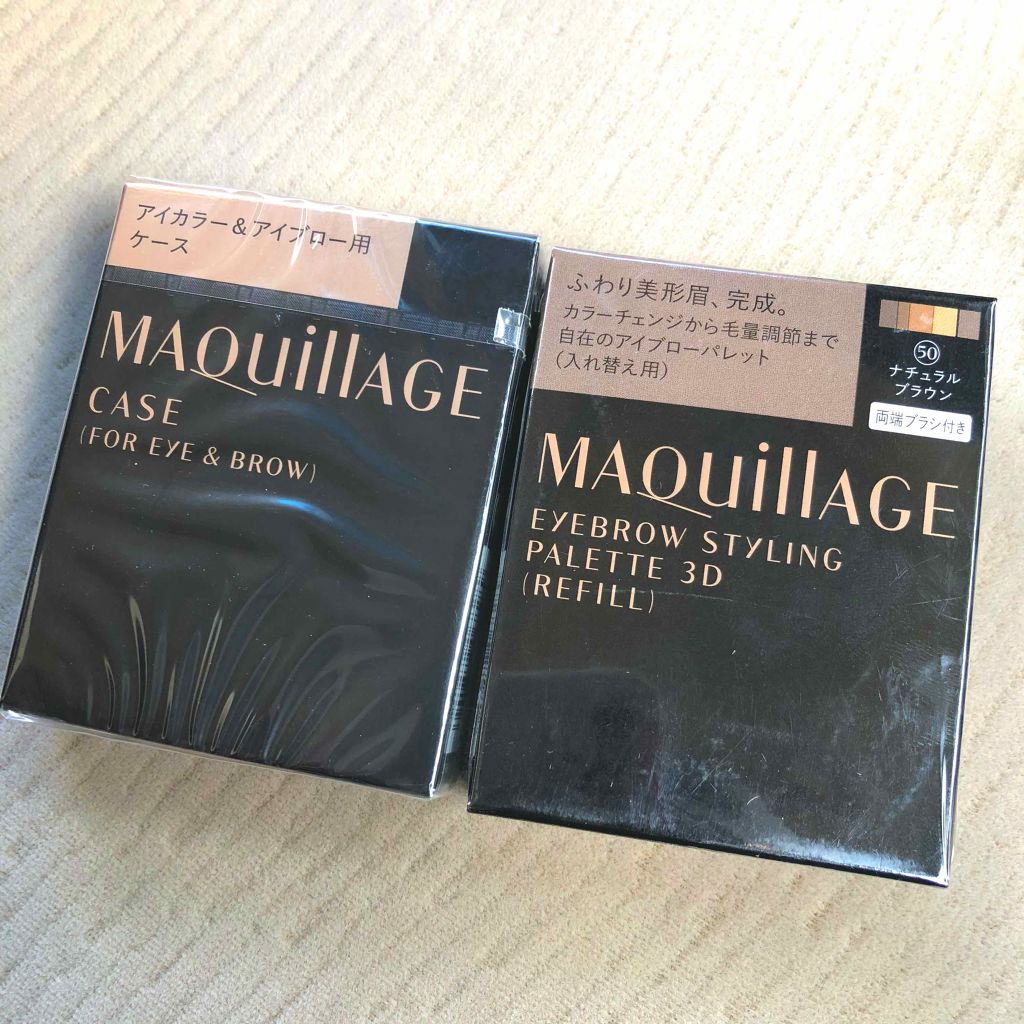 アイカラー＆アイブロー用
ケース
MAQuillAGE
CASE
(FOR EYE & BROW)
ふわり美形眉、完成。
カラーチェンジから毛量調節まで
自在のアイブローパレット
(入れ替え用)
50
ナチュラル
ブラウン
両端ブラシ付き
MAQuillAGE
EYEBROW STYLING
PALETTE 3D
(REFILL)